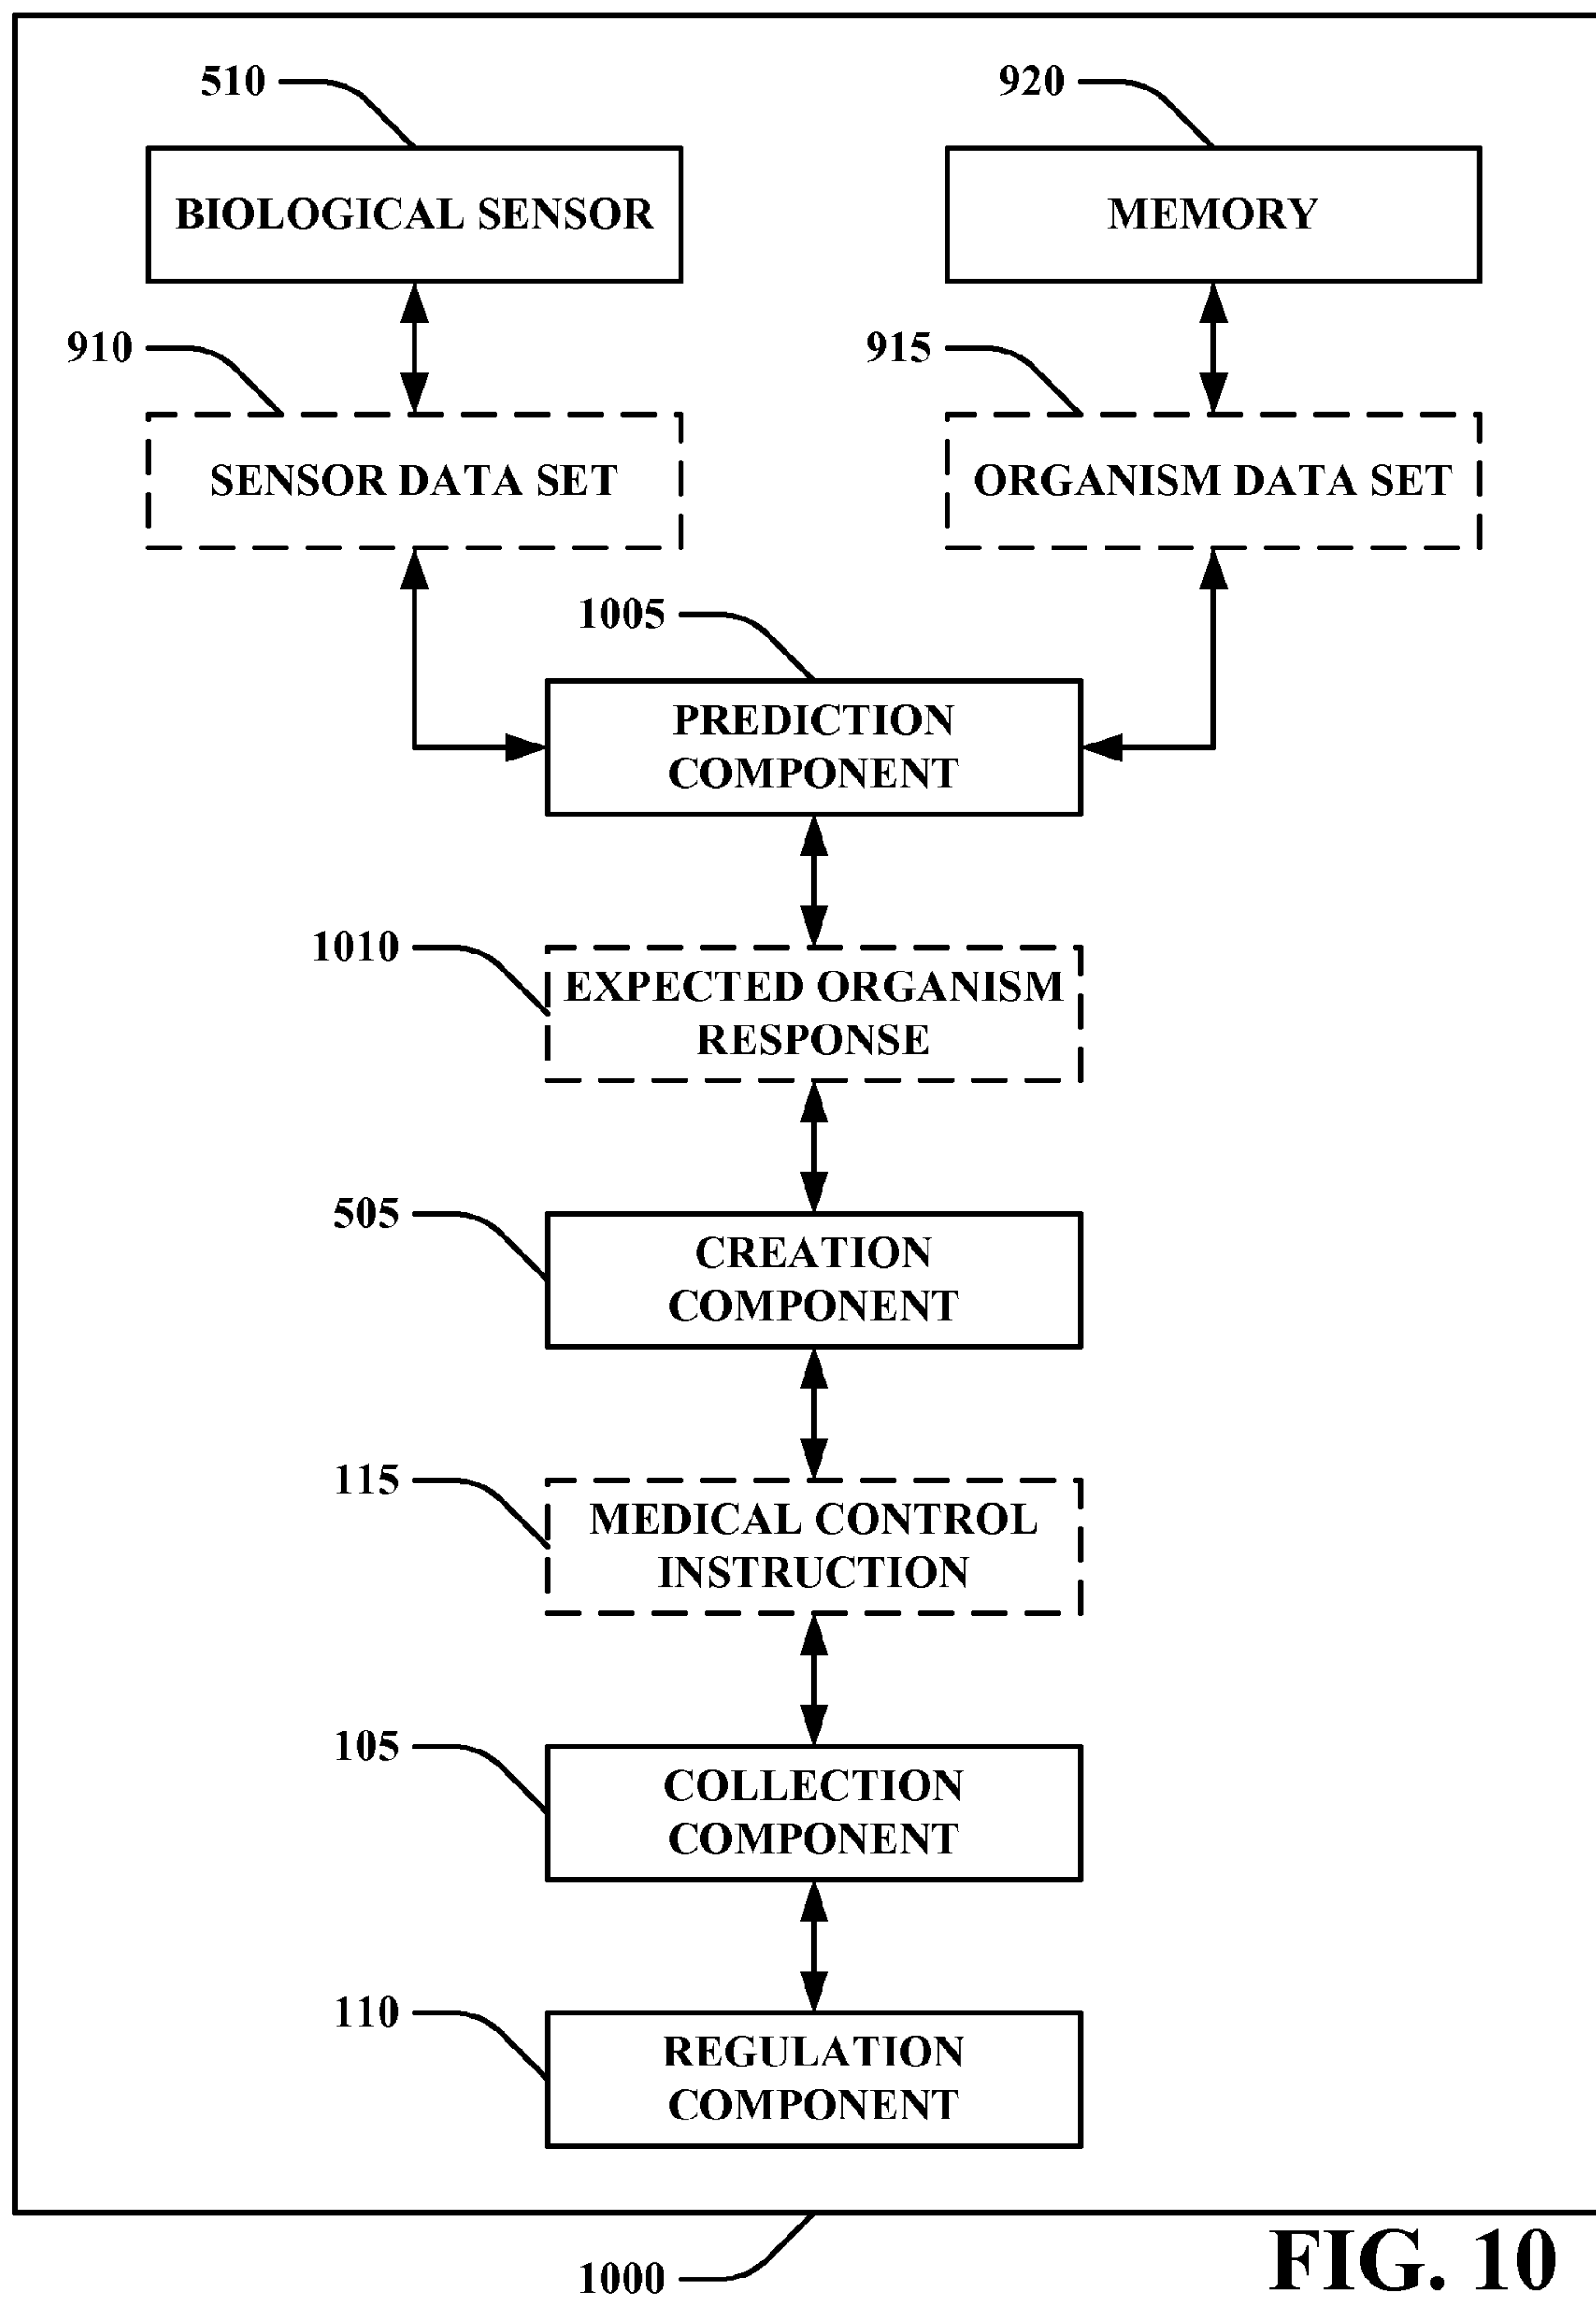 510
920
BIOLOGICAL SENSOR
MEMORY
910
915
SENSOR DATA SET
ORGANISM DATA SET
1005
PREDICTION
COMPONENT
1010
EXPECTED ORGANISM
RESPONSE
505
CREATION
COMPONENT
115
MEDICAL CONTROL
INSTRUCTION
105
COLLECTION
COMPONENT
110
REGULATION
COMPONENT
1000
FIG. 10